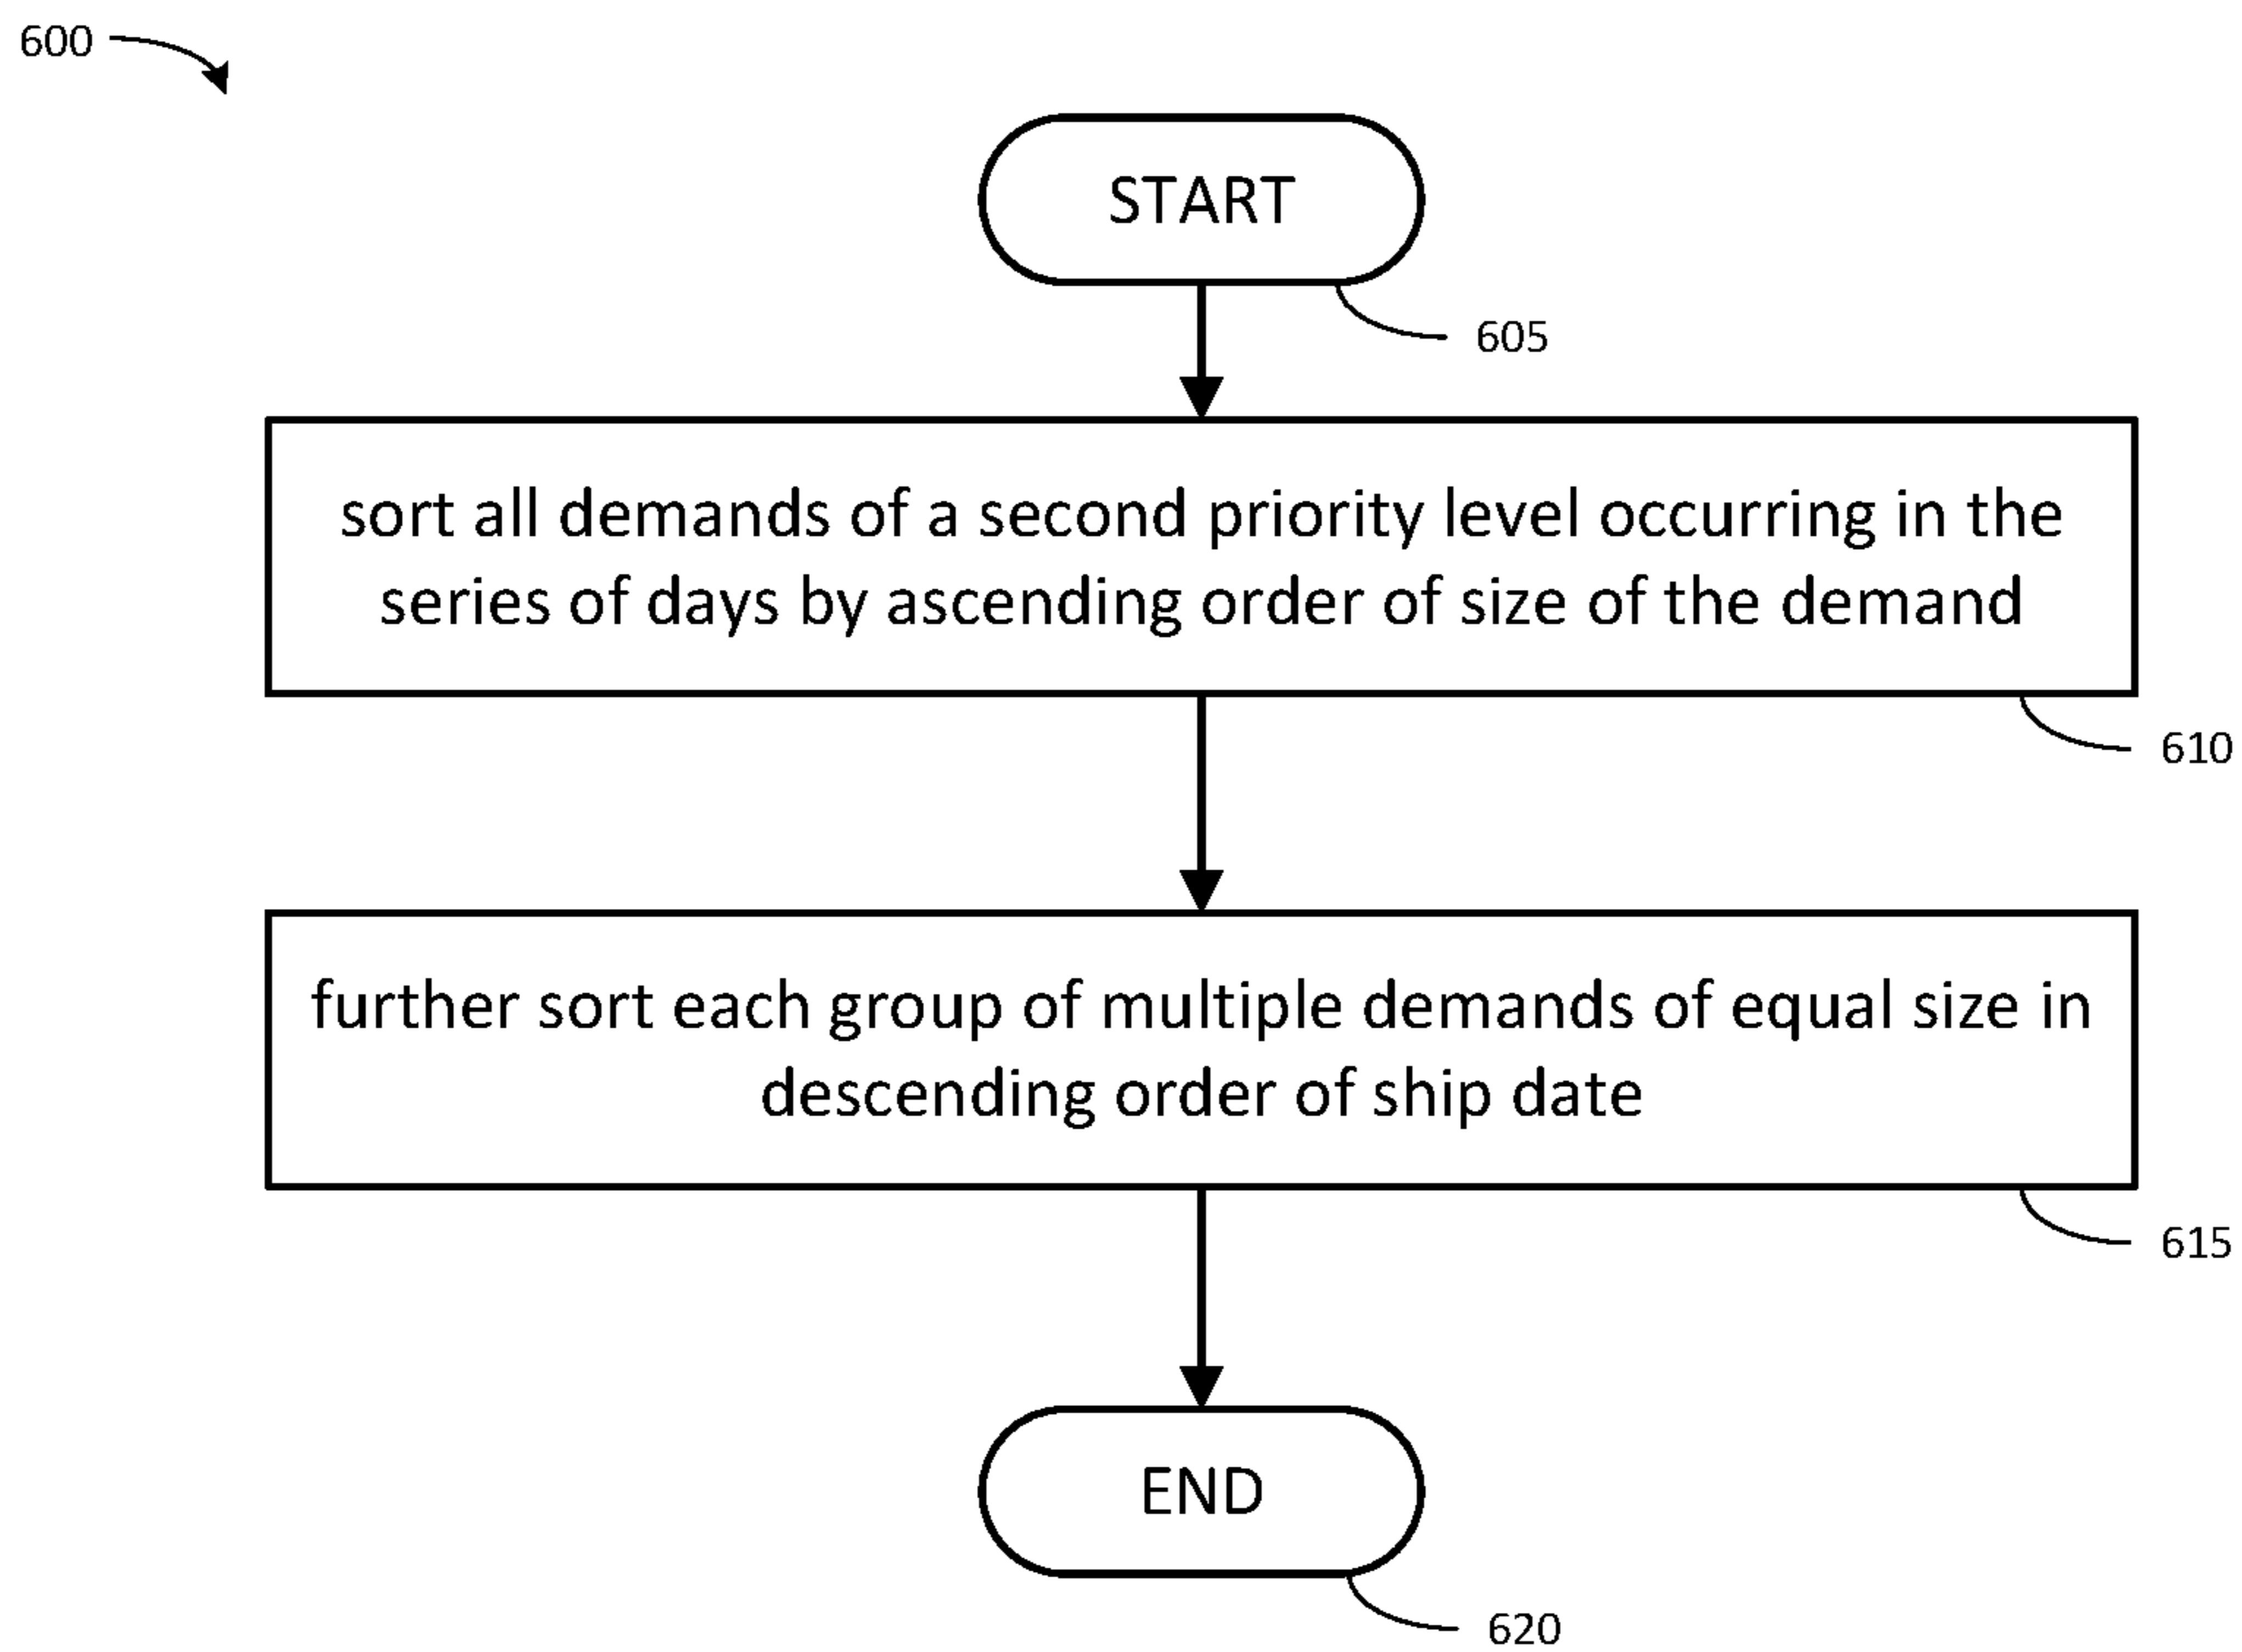 600
START
605
sort all demands of a second priority level occurring in the
series of days by ascending order of size of the demand
610
further sort each group of multiple demands of equal size in
descending order of ship date
615
END
620